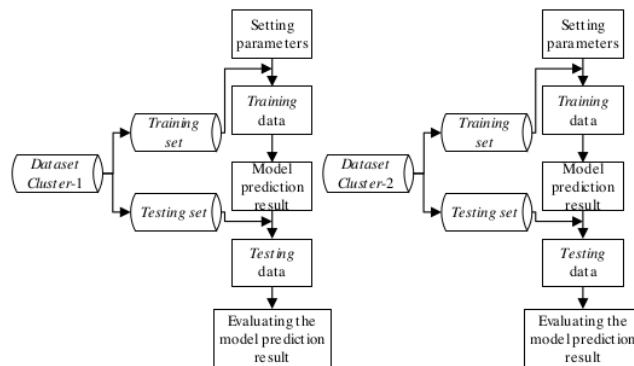 Setting
parameters
Training
set
Training
data
Dataset
Cluster-1
Model
prediction
result
Testing set
Testing
data
Evaluating the
model prediction
result
Setting
parameters
Training
set
Training
data
Dataset
Cluster-2
Model
prediction
result
Testing set
Testing
data
Evaluating the
model prediction
result